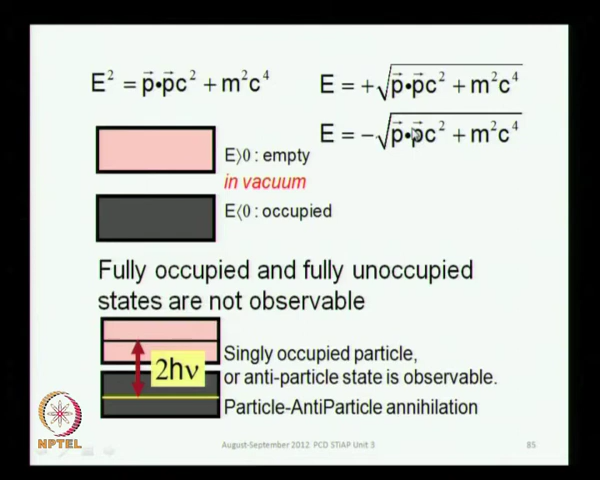 E² = p⃗•p⃗c² + m²c⁴
E = +√p⃗•p⃗c² + m²c⁴
E = −√p⃗•p⃗c² + m²c⁴
E⟩0 : empty
in vacuum
E⟨0 : occupied
Fully occupied and fully unoccupied
states are not observable
2hν
Singly occupied particle,
or anti-particle state is observable.
Particle-AntiParticle annihilation
NPTEL
August-September 2012 PCD STIAP Unit 3
85